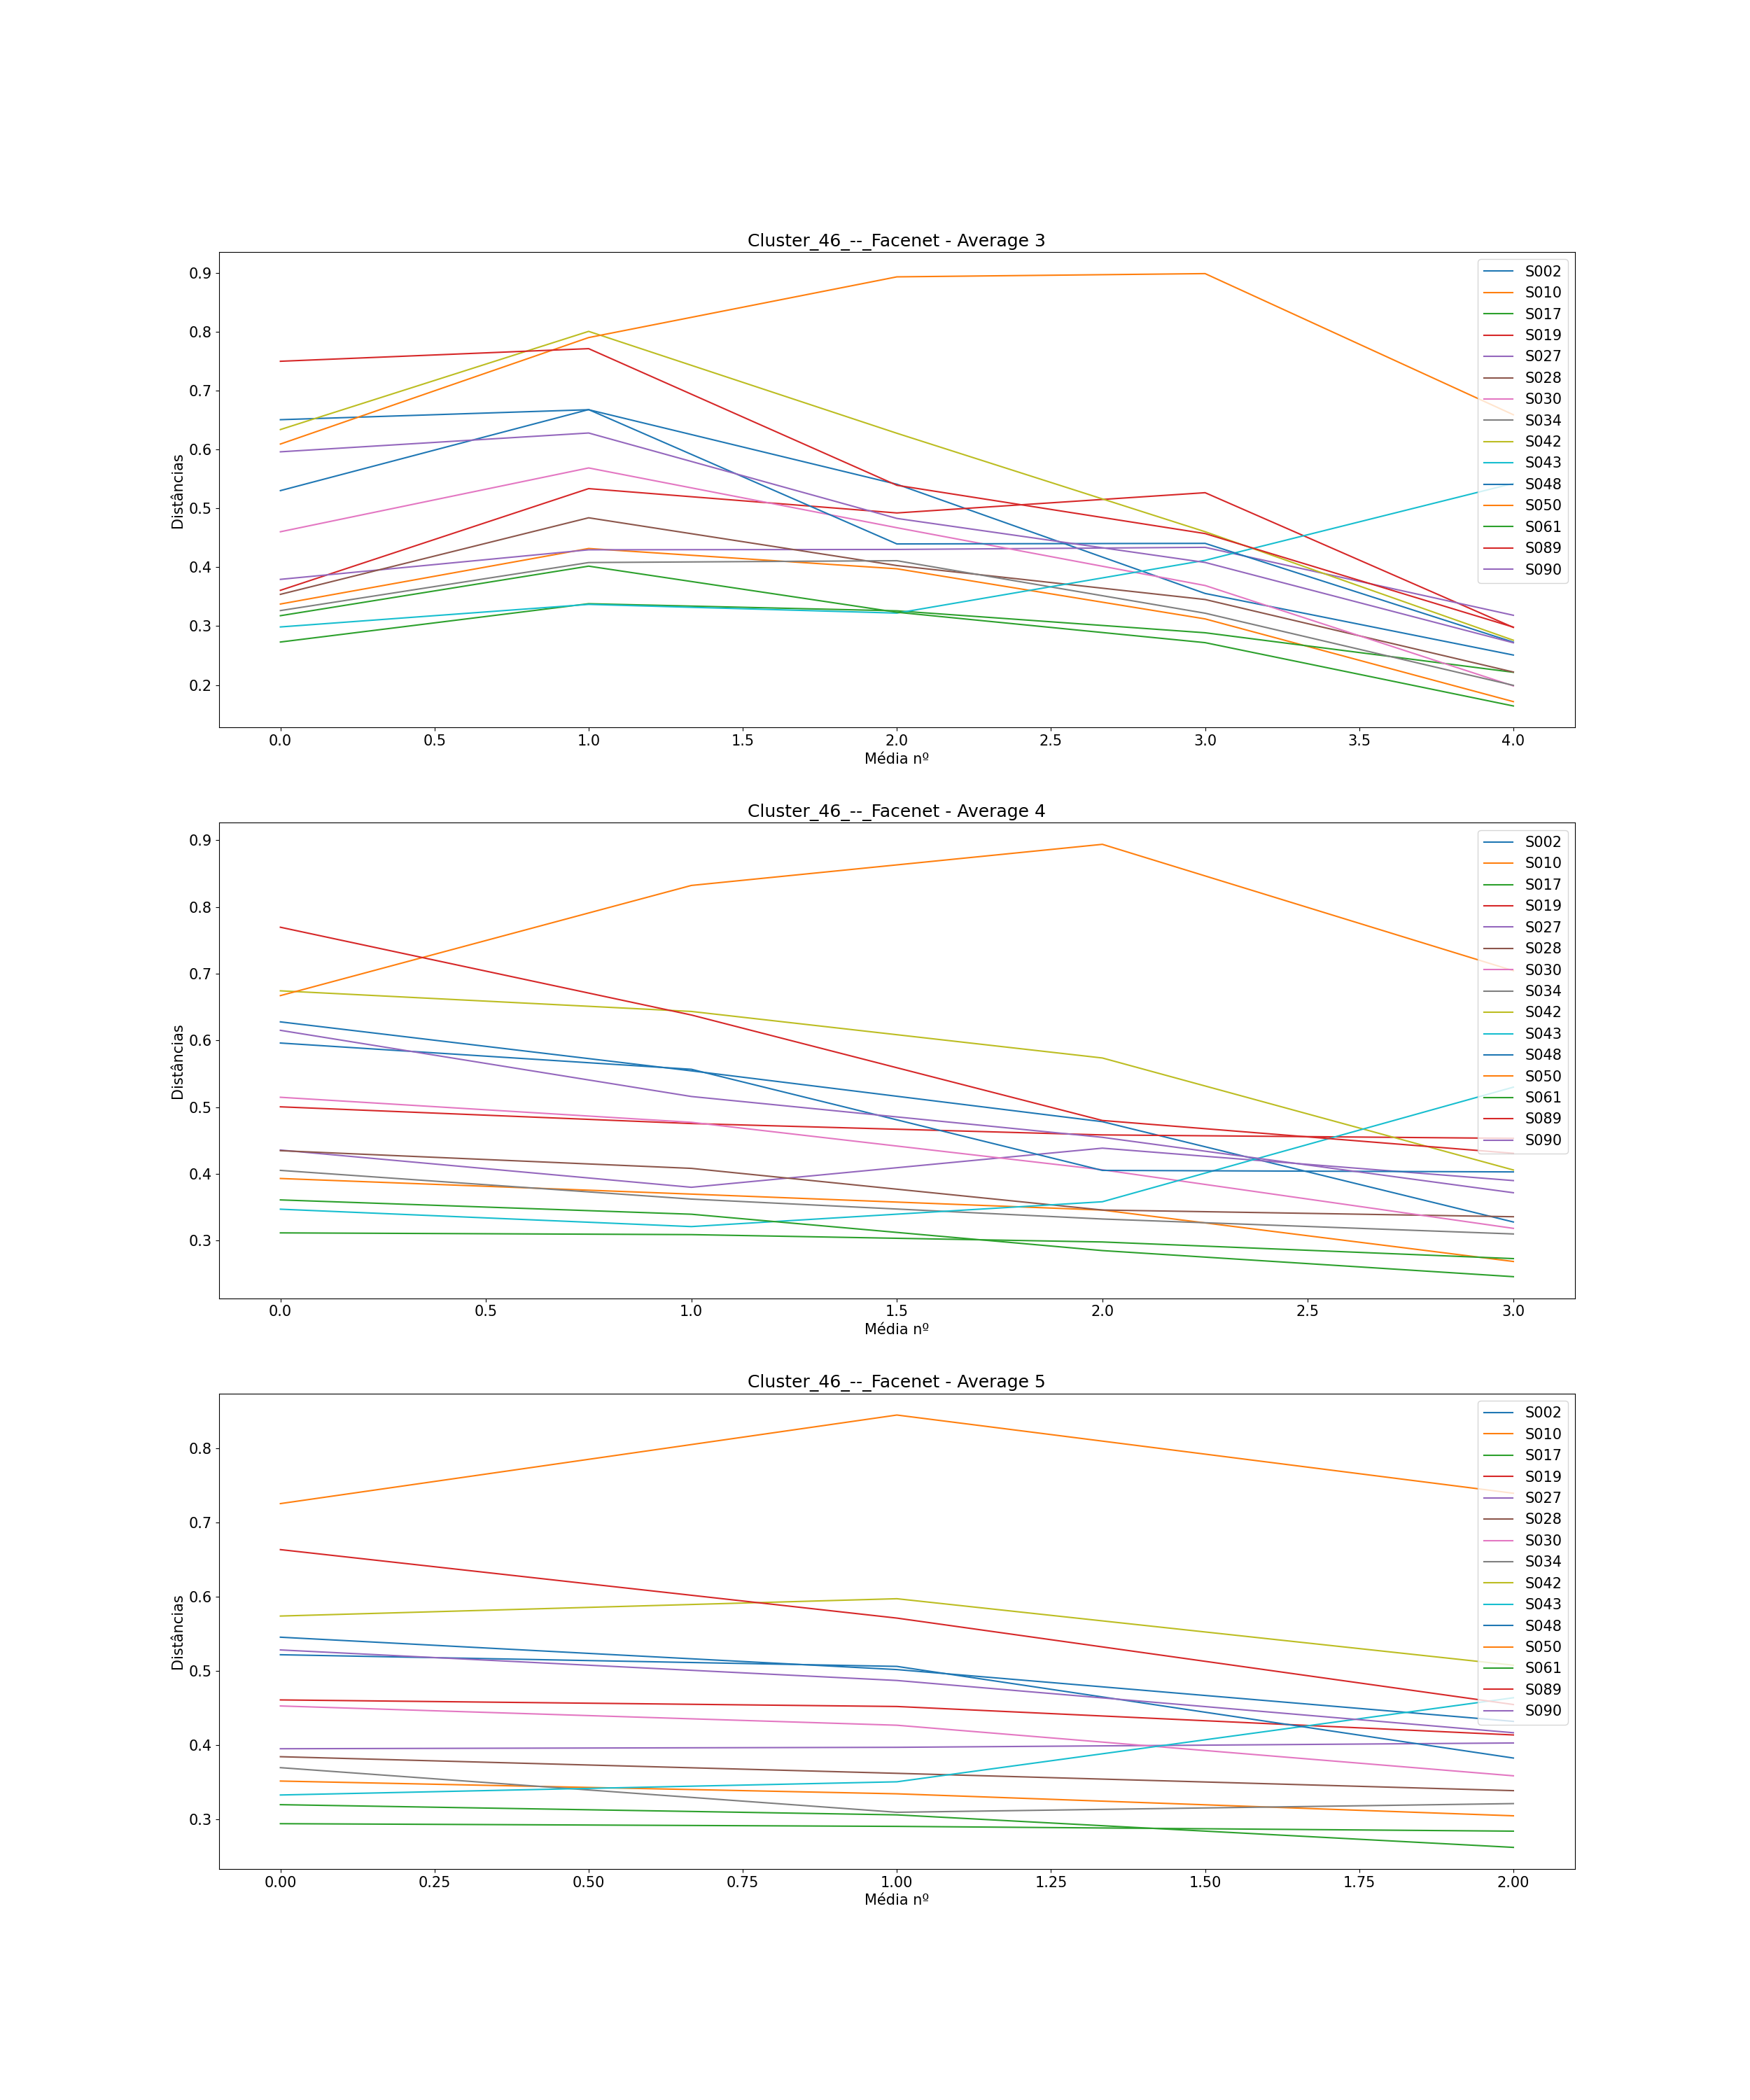 Cluster_46_--_Facenet - Average 3
Distâncias
0.9
0.8
0.7
0.6
0.5
0.4
0.3
0.2
0.0 0.5 1.0 1.5 2.0 2.5 3.0 3.5 4.0
Média nº
S002
S010
S017
S019
S027
S028
S030
S034
S042
S043
S048
S050
S061
S089
S090
Cluster_46_--_Facenet - Average 4
Distâncias
0.9
0.8
0.7
0.6
0.5
0.4
0.3
0.0 0.5 1.0 1.5 2.0 2.5 3.0
Média nº
S002
S010
S017
S019
S027
S028
S030
S034
S042
S043
S048
S050
S061
S089
S090
Cluster_46_--_Facenet - Average 5
Distâncias
0.8
0.7
0.6
0.5
0.4
0.3
0.00 0.25 0.50 0.75 1.00 1.25 1.50 1.75 2.00
Média nº
S002
S010
S017
S019
S027
S028
S030
S034
S042
S043
S048
S050
S061
S089
S090